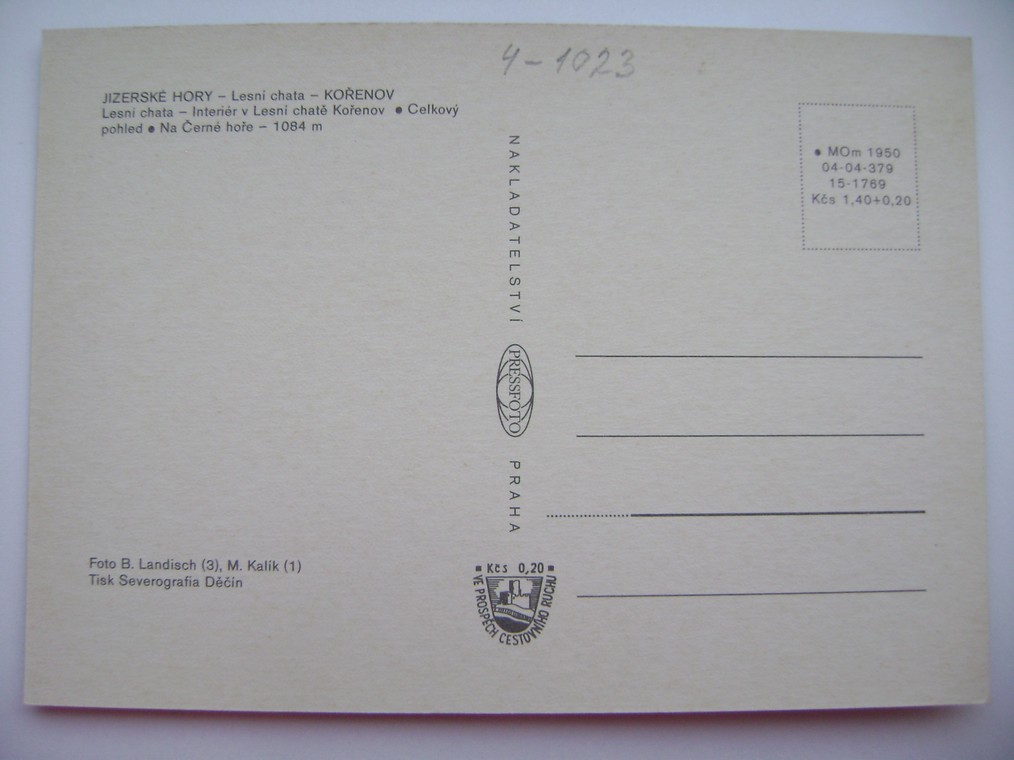 4-1023
JIZERSKÉ HORY – Lesní chata – KOŘENOV
Lesní chata – Interiér v Lesní chatě Kořenov ● Celkový
pohled ● Na Černé hoře – 1084 m
● MOm 1950
04-04-379
15-1769
Kčs 1,40+0,20
NAKLADATELSTVÍ
PRESSFOTO
PRAHA
Foto B. Landisch (3), M. Kalík (1)
Tisk Severografia Děčín
■ Kčs 0,20 ■
VE PROSPĚCH CESTOVNÍHO RUCHU